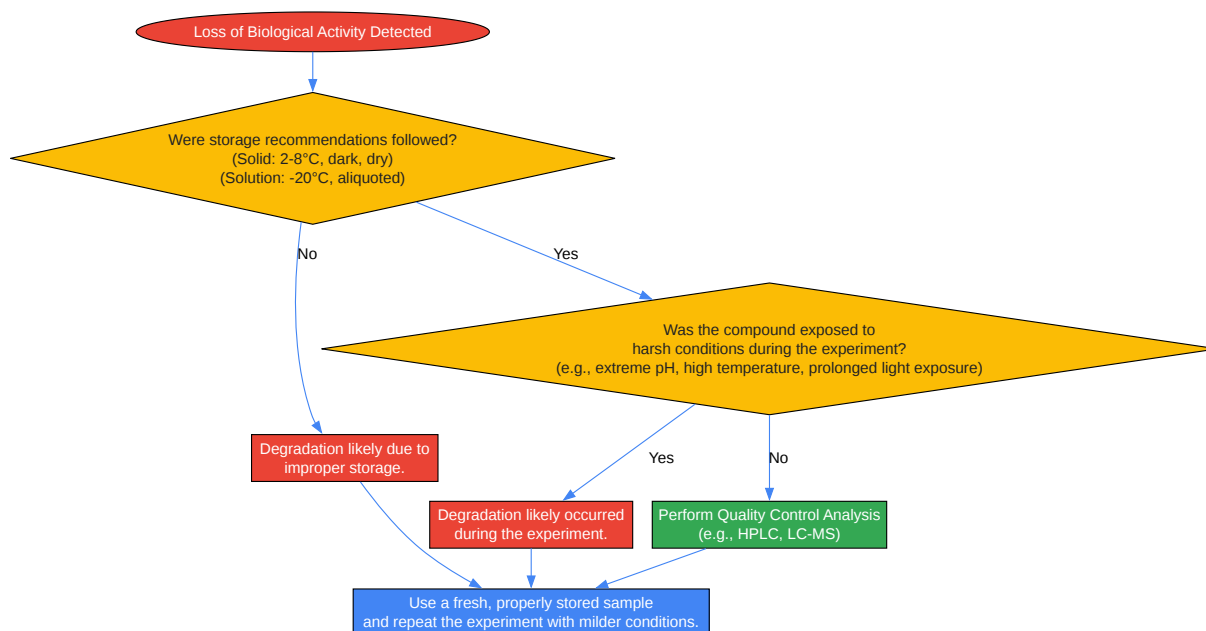 Loss of Biological Activity Detected
Were storage recommendations followed?
(Solid: 2-8°C, dark, dry)
(Solution: -20°C, aliquoted)
No
Yes
Was the compound exposed to
harsh conditions during the experiment?
(e.g., extreme pH, high temperature, prolonged light exposure)
Degradation likely due to
improper storage.
Yes
No
Degradation likely occurred
during the experiment.
Perform Quality Control Analysis
(e.g., HPLC, LC-MS)
Use a fresh, properly stored sample
and repeat the experiment with milder conditions.